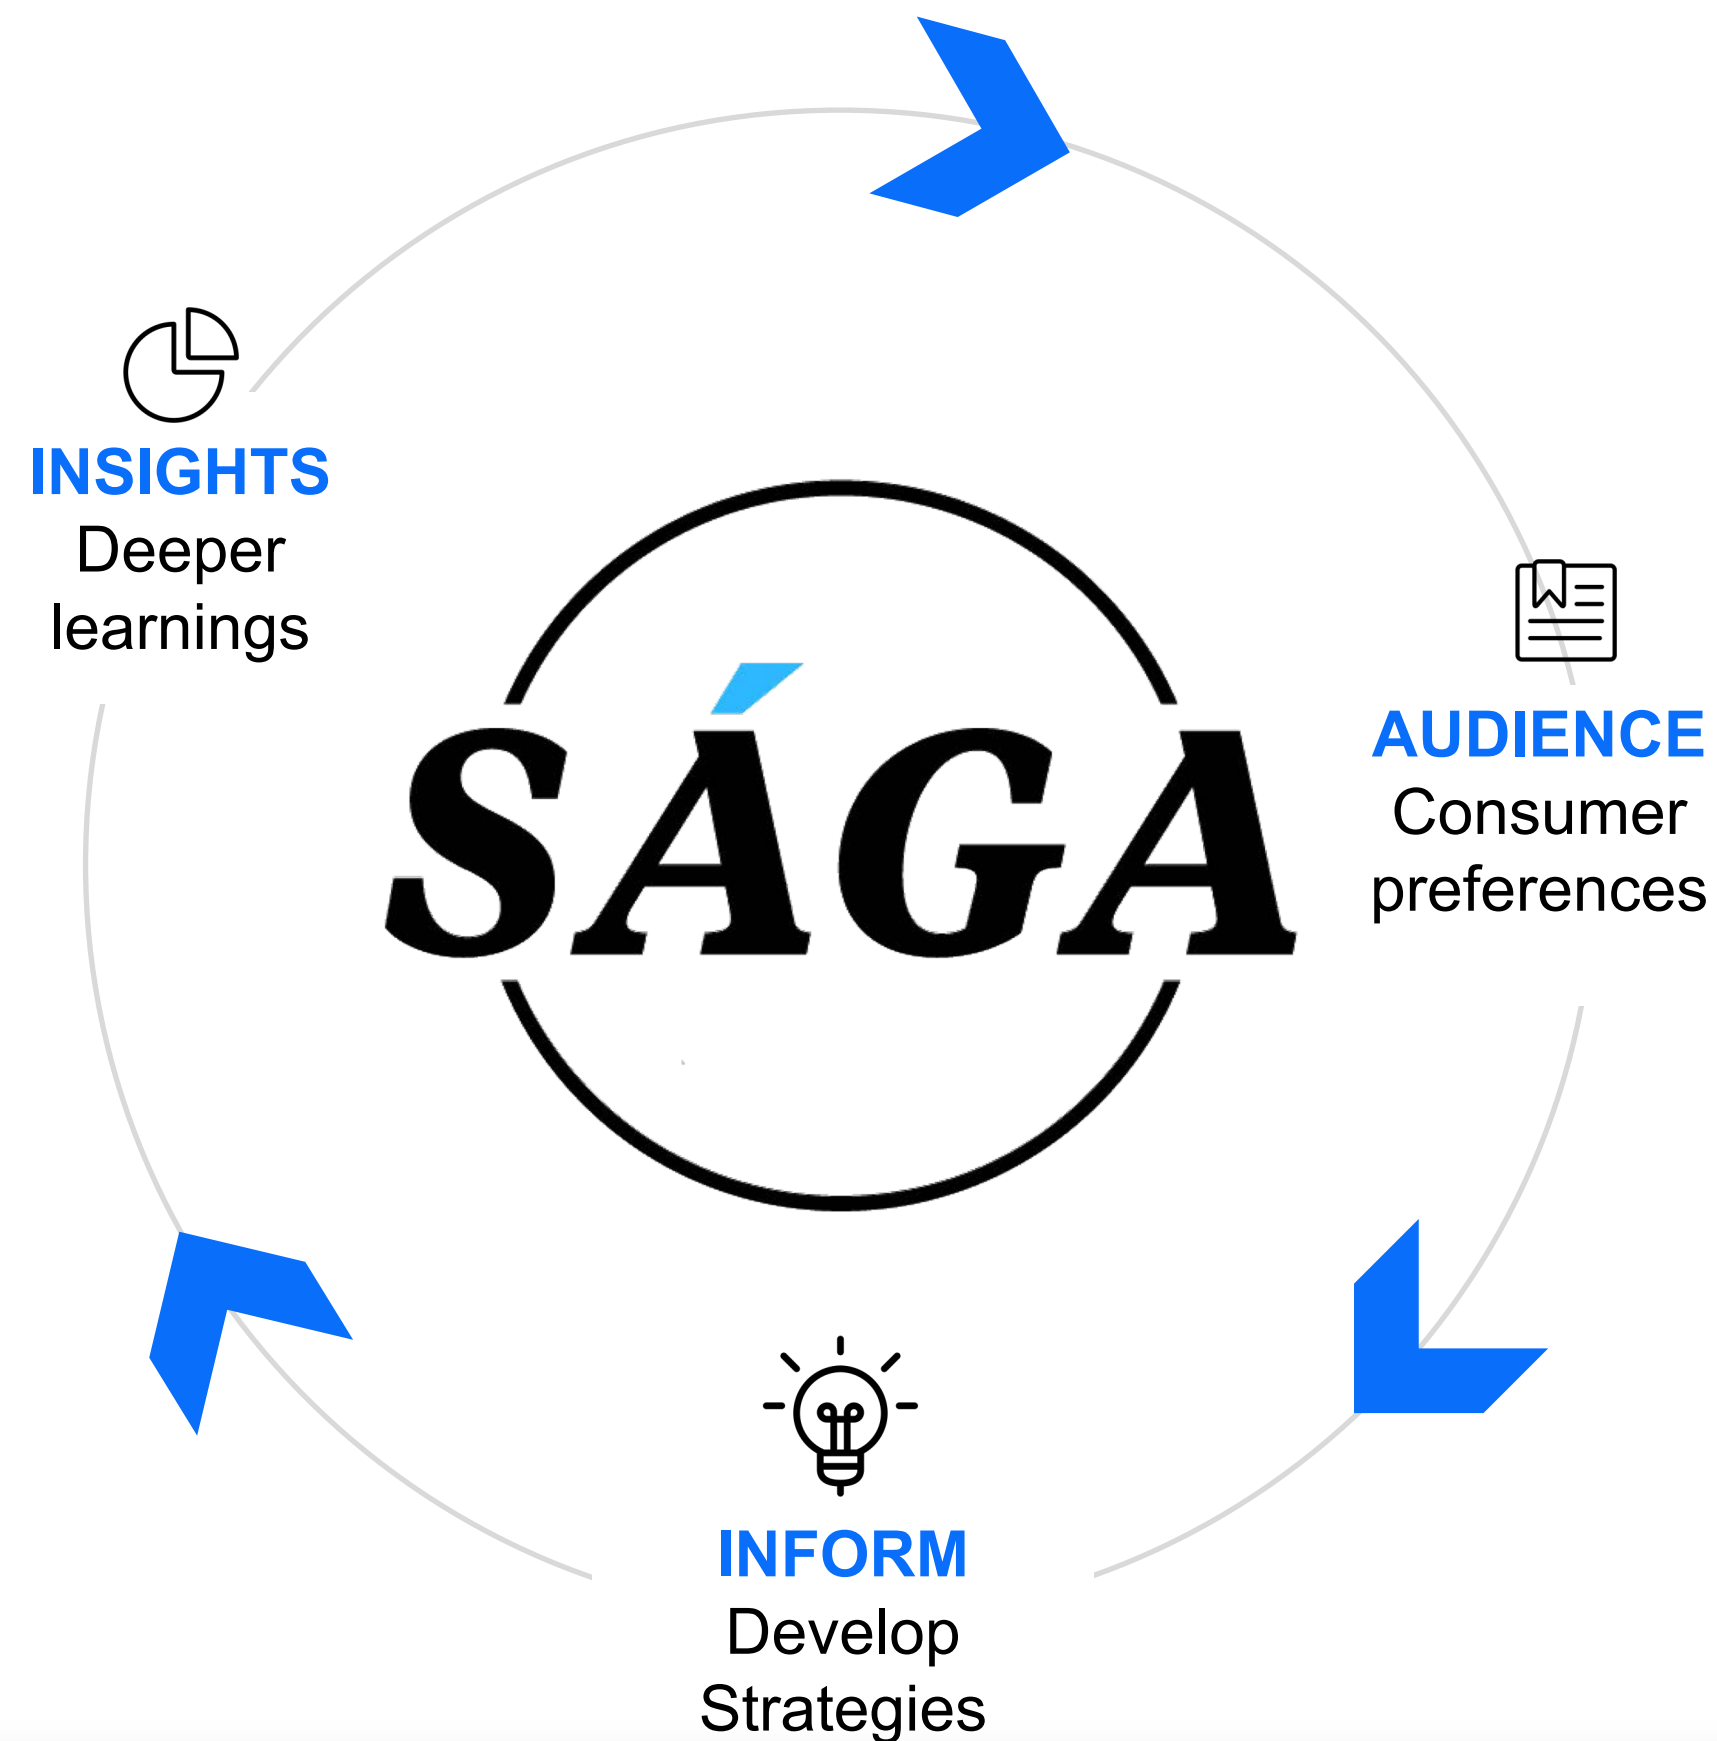 INSIGHTS
Deeper
learnings
SÁGA
AUDIENCE
Consumer
preferences
INFORM
Develop
Strategies